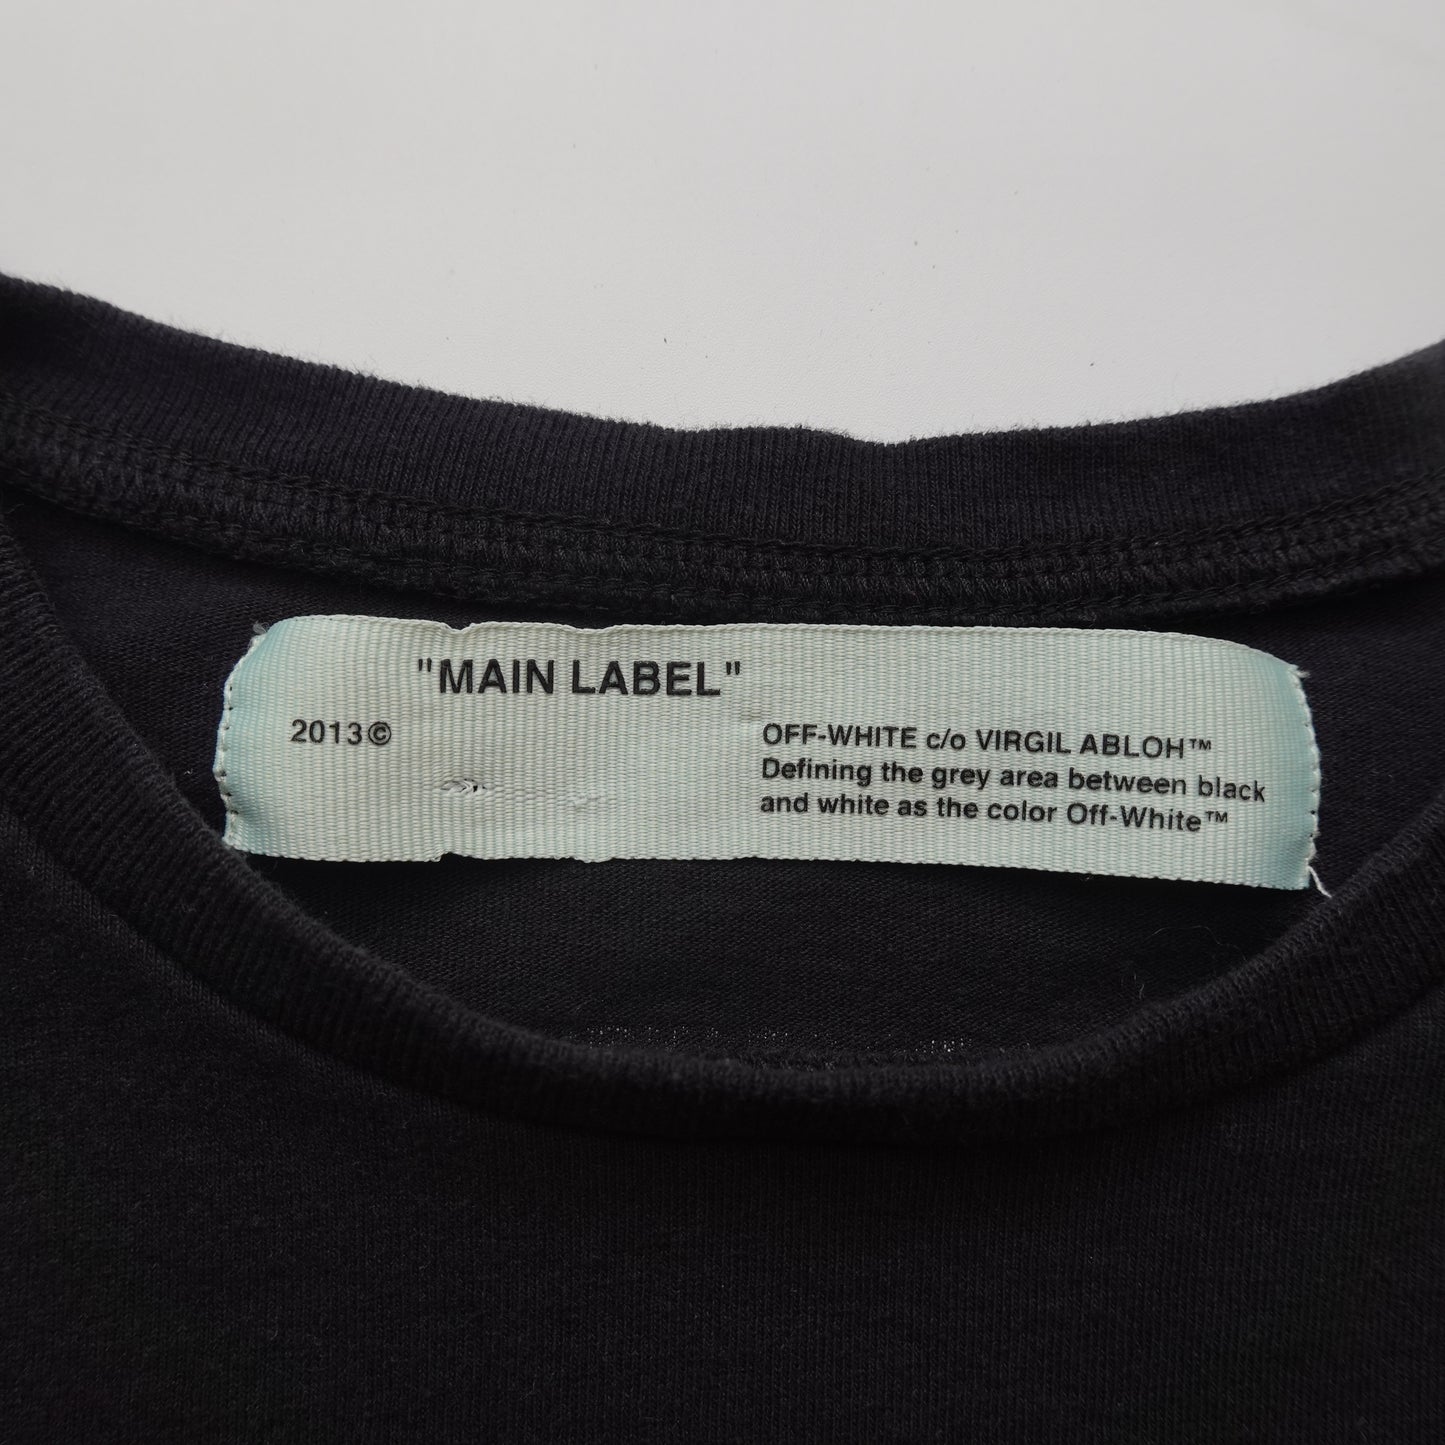 "MAIN LABEL"
2013©
OFF-WHITE c/o VIRGIL ABLOH™
Defining the grey area between black
and white as the color Off-White™